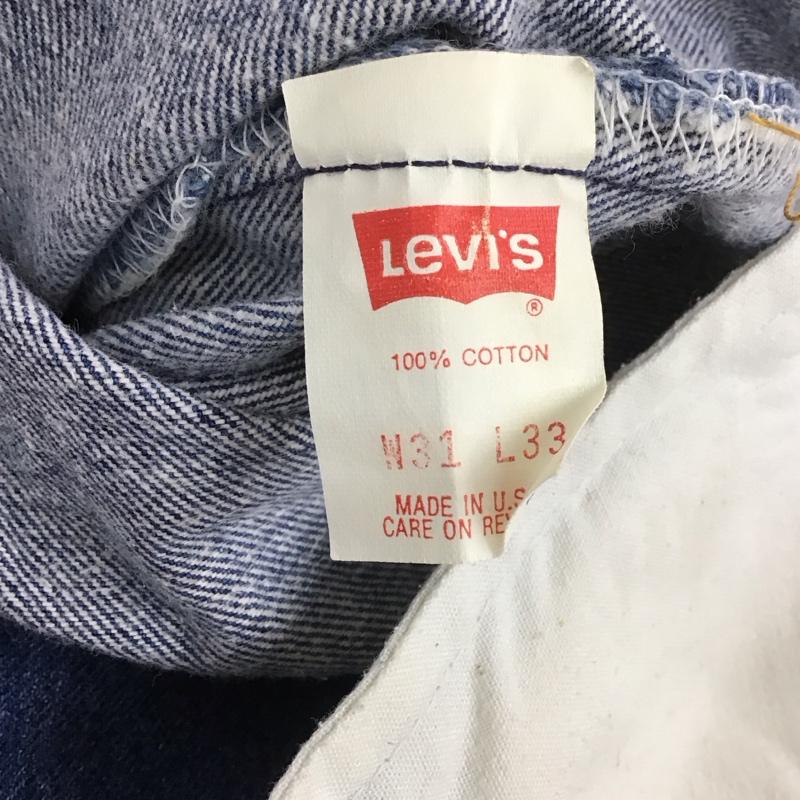 Levi's
®
100% COTTON
W31 L33
MADE IN U.S.
CARE ON